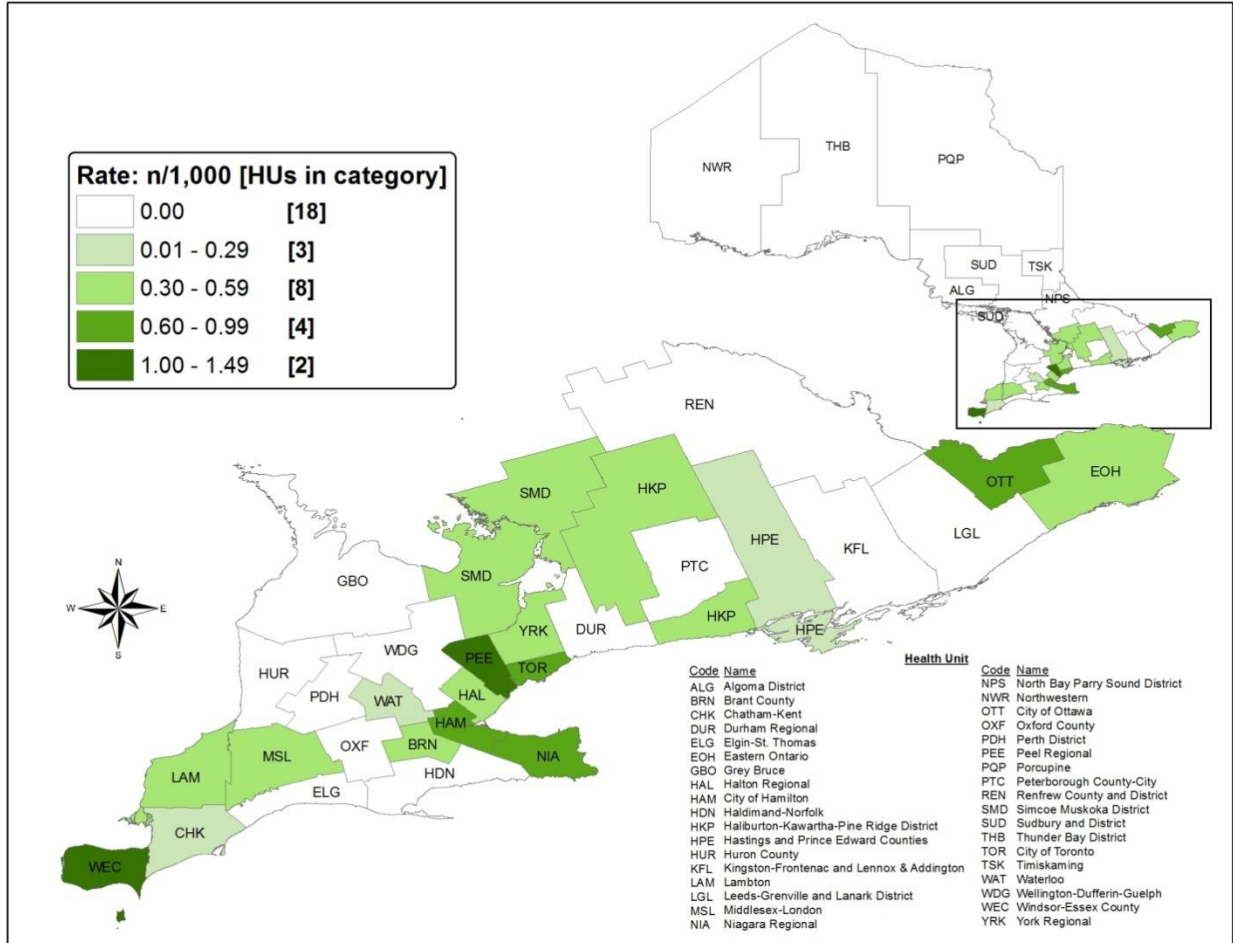 Rate: n/1,000 [HUs in category]
0.00 [18]
0.01 - 0.29 [3]
0.30 - 0.59 [8]
0.60 - 0.99 [4]
1.00 - 1.49 [2]
NWR
THB
PQP
SUD
TSK
ALG
NPS
SUD
REN
SMD
HKP
OTT
EOH
HPE
KFL
LGL
PTC
GBO
SMD
HKP
HPE
YRK
DUR
N
W E
S
WDG
PEE
TOR
HUR
PDH
WAT
HAL
HAM
OXF
BRN
NIA
MSL
LAM
HDN
ELG
CHK
WEC
Health Unit
Code Name
ALG Algoma District
BRN Brant County
CHK Chatham-Kent
DUR Durham Regional
ELG Elgin-St. Thomas
EOH Eastern Ontario
GBO Grey Bruce
HAL Halton Regional
HAM City of Hamilton
HDN Haldimand-Norfolk
HKP Haliburton-Kawartha-Pine Ridge District
HPE Hastings and Prince Edward Counties
HUR Huron County
KFL Kingston-Frontenac and Lennox & Addington
LAM Lambton
LGL Leeds-Grenville and Lanark District
MSL Middlesex-London
NIA Niagara Regional
Code Name
NPS North Bay Parry Sound District
NWR Northwestern
OTT City of Ottawa
OXF Oxford County
PDH Perth District
PEE Peel Regional
PQP Porcupine
PTC Peterborough County-City
REN Renfrew County and District
SMD Simcoe Muskoka District
SUD Sudbury and District
THB Thunder Bay District
TOR City of Toronto
TSK Timiskaming
WAT Waterloo
WDG Wellington-Dufferin-Guelph
WEC Windsor-Essex County
YRK York Regional